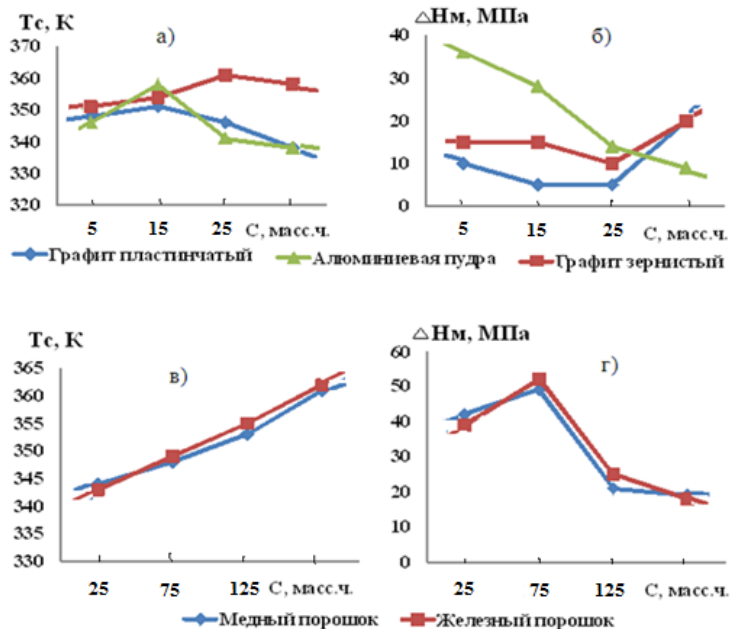 Тс, К
△Нм, МПа
а)
б)
370
360
350
340
330
320
40
30
20
10
0
5 15 25 С, масс.ч.
5 15 25 С, масс.ч.
Графит пластинчатый Алюминиевая пудра Графит зернистый
Тс, К
△Нм, МПа
в)
г)
365
360
355
350
345
340
335
330
60
50
40
30
20
10
0
25 75 125 С, масс.ч.
25 75 125 С, масс.ч.
Медный порошок Железный порошок